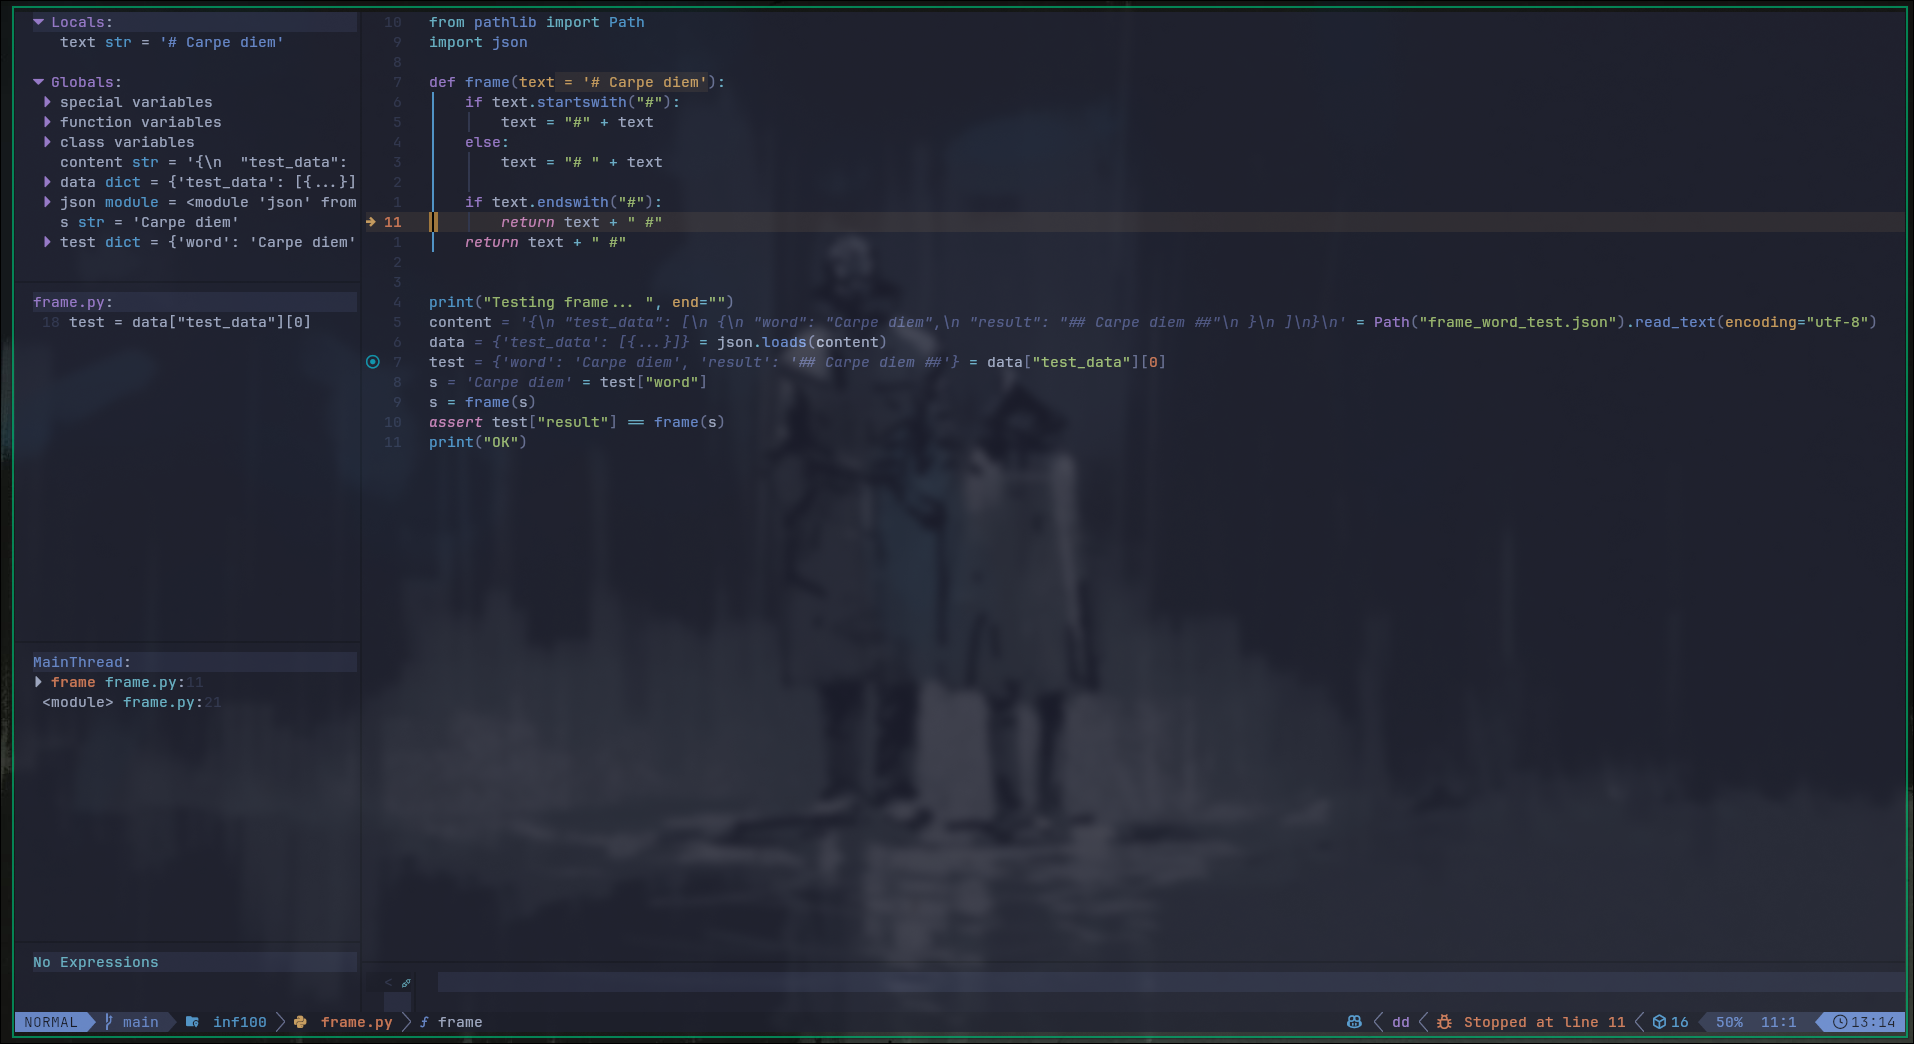 Locals:
text str = '# Carpe diem'
Globals:
special variables
function variables
class variables
content str = '{\n  "test_data":
data dict = {'test_data': [{...}]
json module = <module 'json' from
s str = 'Carpe diem'
test dict = {'word': 'Carpe diem'
frame.py:
18 test = data["test_data"][0]
MainThread:
frame frame.py:11
<module> frame.py:21
No Expressions
10 from pathlib import Path
9 import json
8
7 def frame(text = '# Carpe diem'):
6 if text.startswith("#"):
5 text = "#" + text
4 else:
3 text = "# " + text
2
1 if text.endswith("#"):
11 return text + " #"
1 return text + " #"
2
3
4 print("Testing frame... ", end="")
5 content = '{\n "test_data": [\n {\n "word": "Carpe diem",\n "result": "## Carpe diem ##"\n }\n ]\n}\n' = Path("frame_word_test.json").read_text(encoding="utf-8")
6 data = {'test_data': [{...}]} = json.loads(content)
7 test = {'word': 'Carpe diem', 'result': '## Carpe diem ##'} = data["test_data"][0]
8 s = 'Carpe diem' = test["word"]
9 s = frame(s)
10 assert test["result"] == frame(s)
11 print("OK")
<
NORMAL main inf100 frame.py frame dd Stopped at line 11 16 50% 11:1 13:14